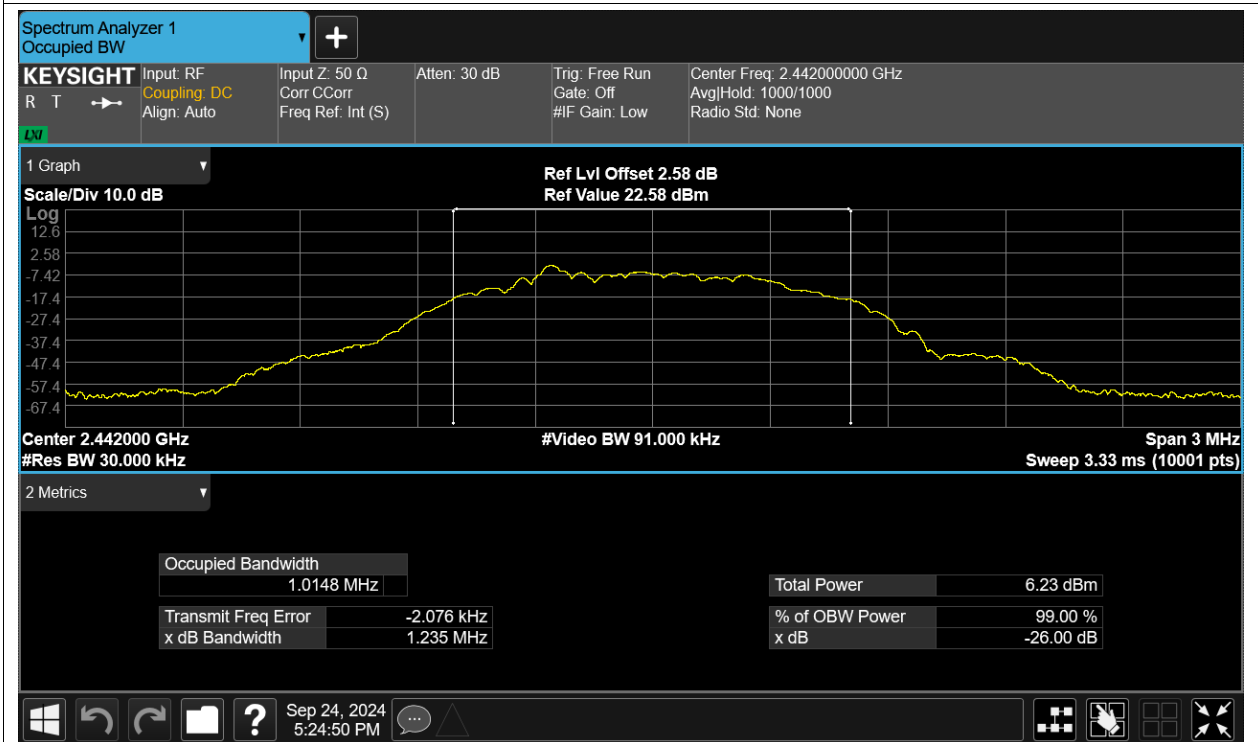 Spectrum Analyzer 1
Occupied BW
▼
+
KEYSIGHT
R T
LXI
Input: RF
Coupling: DC
Align: Auto
Input Z: 50 Ω
Corr CCorr
Freq Ref: Int (S)
Atten: 30 dB
Trig: Free Run
Gate: Off
#IF Gain: Low
Center Freq: 2.442000000 GHz
Avg|Hold: 1000/1000
Radio Std: None
1 Graph ▼
Scale/Div 10.0 dB
Ref Lvl Offset 2.58 dB
Ref Value 22.58 dBm
Log
12.6
2.58
-7.42
-17.4
-27.4
-37.4
-47.4
-57.4
-67.4
Center 2.442000 GHz #Video BW 91.000 kHz Span 3 MHz
#Res BW 30.000 kHz Sweep 3.33 ms (10001 pts)
2 Metrics ▼
Occupied Bandwidth
1.0148 MHz
Transmit Freq Error -2.076 kHz
x dB Bandwidth 1.235 MHz
Total Power 6.23 dBm
% of OBW Power 99.00 %
x dB -26.00 dB
?
Sep 24, 2024
5:24:50 PM